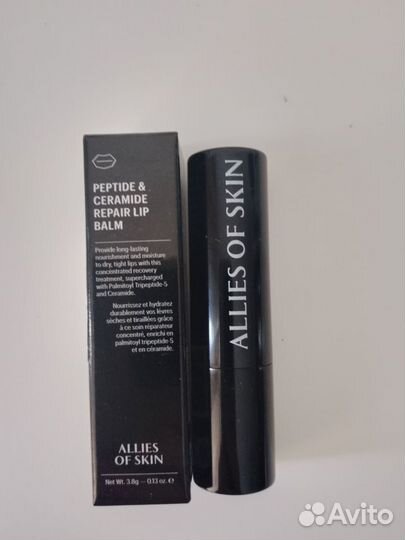 PEPTIDE &
CERAMIDE
REPAIR LIP
BALM
Provide long-lasting
nourishment and moisture
to dry, tight lips with this
concentrated recovery
treatment, supercharged
with Palmitoyl Tripeptide-5
and Ceramide.
Nourrissez et hydratez
durablement vos lèvres
sèches et tiraillées grâce
à ce soin réparateur
concentré, enrichi en
palmitoyl tripeptide-5
et en céramide.
ALLIES
OF SKIN
Net Wt. 3.8g — 0.13 oz. ℮
ALLIES OF SKIN
Avito